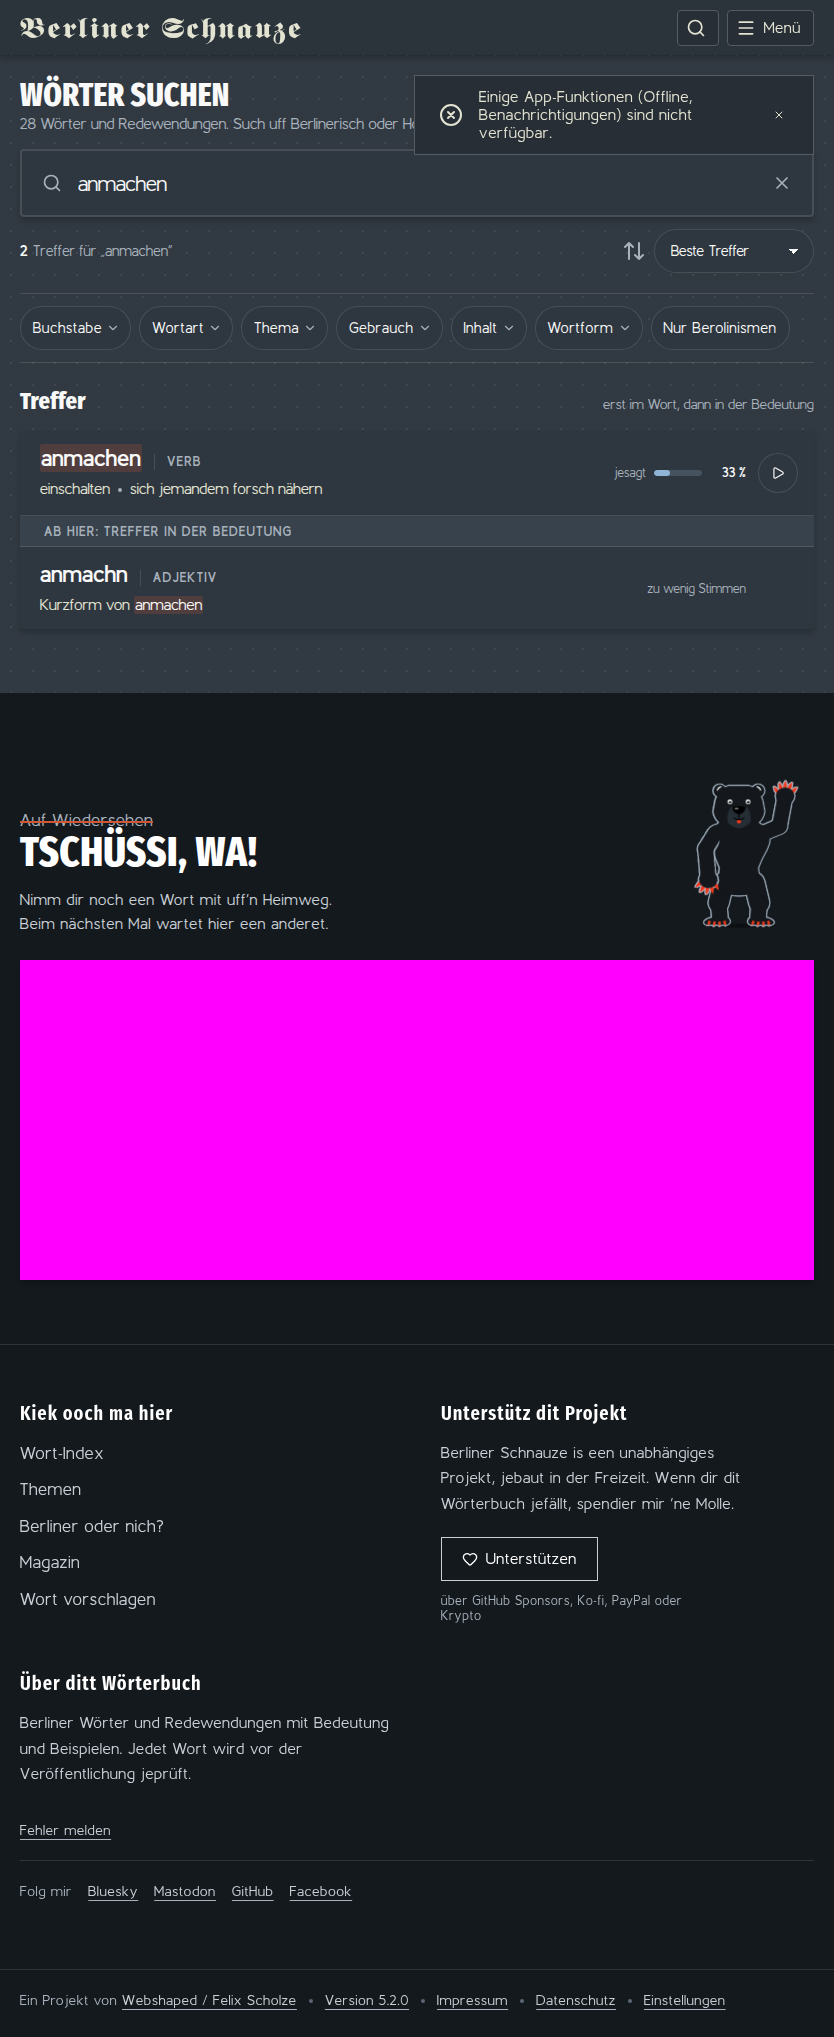 Berliner Schnauze
Menü
WÖRTER SUCHEN
28 Wörter und Redewendungen. Such uff Berlinerisch oder
Einige App-Funktionen (Offline,
Benachrichtigungen) sind nicht
verfügbar.
anmachen
2 Treffer für „anmachen“
Beste Treffer
Buchstabe
Wortart
Thema
Gebrauch
Inhalt
Wortform
Nur Berolinismen
Treffer
erst im Wort, dann in der Bedeutung
anmachen VERB
einschalten • sich jemandem forsch nähern
jesagt 33 %
AB HIER: TREFFER IN DER BEDEUTUNG
anmachn ADJEKTIV
Kurzform von anmachen
zu wenig Stimmen
Auf Wiedersehen
TSCHÜSSI, WA!
Nimm dir noch een Wort mit uff’n Heimweg.
Beim nächsten Mal wartet hier een anderet.
Kiek ooch ma hier
Wort-Index
Themen
Berliner oder nich?
Magazin
Wort vorschlagen
Unterstütz dit Projekt
Berliner Schnauze is een unabhängiges
Projekt, jebaut in der Freizeit. Wenn dir dit
Wörterbuch jefällt, spendier mir ’ne Molle.
Unterstützen
über GitHub Sponsors, Ko-fi, PayPal oder
Krypto
Über ditt Wörterbuch
Berliner Wörter und Redewendungen mit Bedeutung
und Beispielen. Jedet Wort wird vor der
Veröffentlichung jeprüft.
Fehler melden
Folg mir Bluesky Mastodon GitHub Facebook
Ein Projekt von Webshaped / Felix Scholze • Version 5.2.0 • Impressum • Datenschutz • Einstellungen